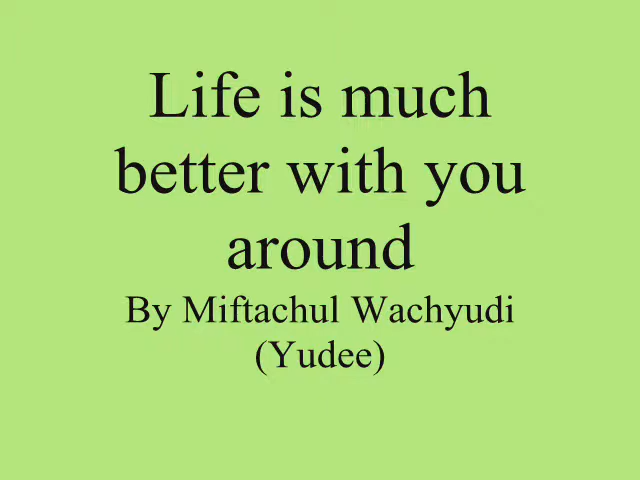 Life is much
better with you
around
By Miftachul Wachyudi
(Yudee)